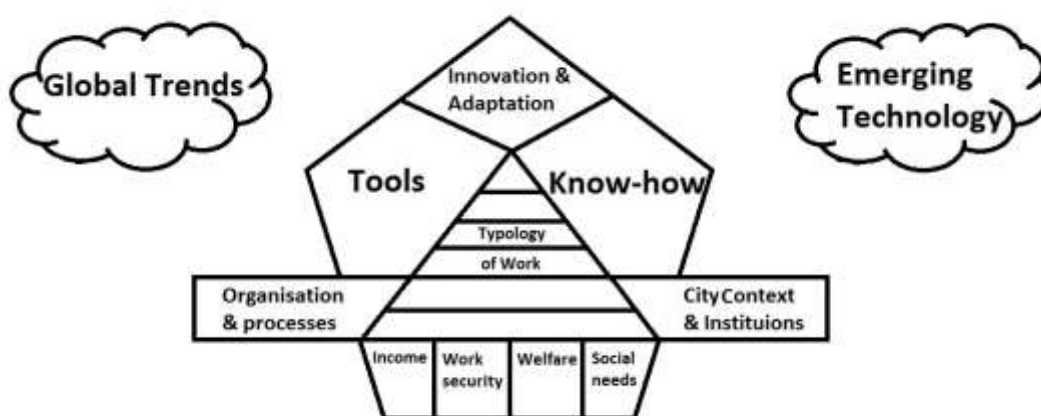 Global Trends
Innovation &
Adaptation
Emerging
Technology
Tools
Know-how
Typology
of Work
Organisation
& processes
City Context
& Instituions
Income
Work
security
Welfare
Social
needs